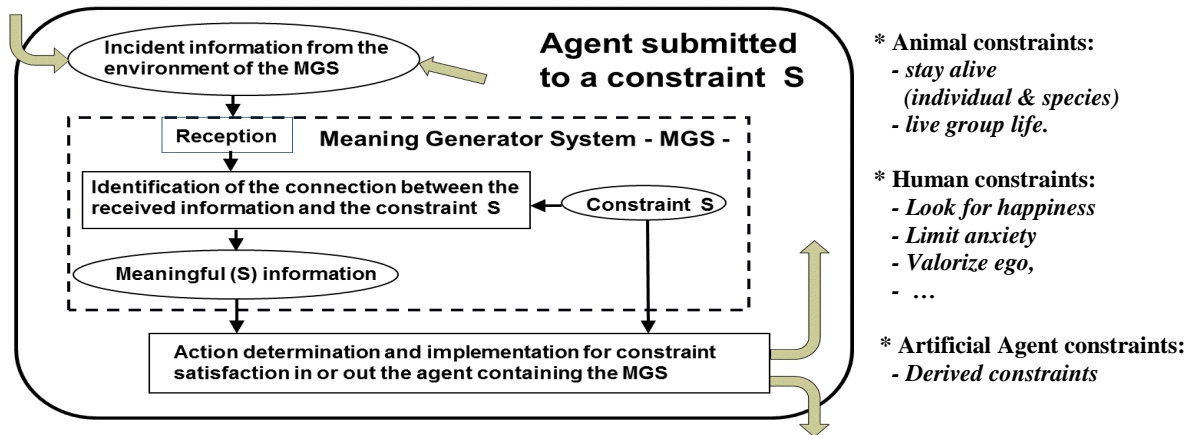 Incident information from the
environment of the MGS
Agent submitted
to a constraint S
Reception
Meaning Generator System - MGS -
Identification of the connection between the
received information and the constraint S
Constraint S
Meaningful (S) information
Action determination and implementation for constraint
satisfaction in or out the agent containing the MGS
* Animal constraints:
- stay alive
(individual & species)
- live group life.
* Human constraints:
- Look for happiness
- Limit anxiety
- Valorize ego,
- …
* Artificial Agent constraints:
- Derived constraints